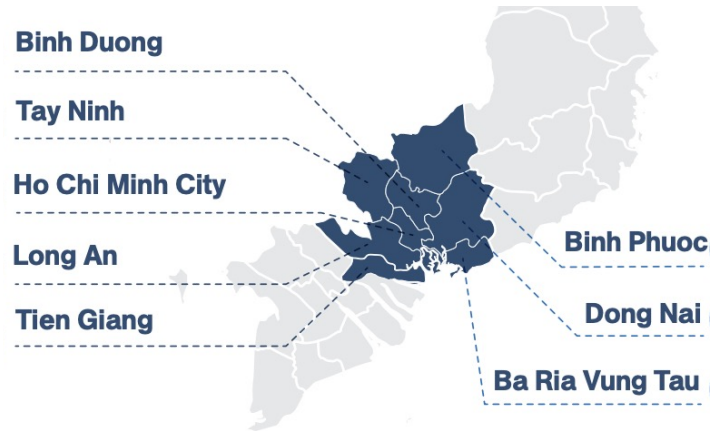 Binh Duong
Tay Ninh
Ho Chi Minh City
Long An
Tien Giang
Binh Phuoc
Dong Nai
Ba Ria Vung Tau